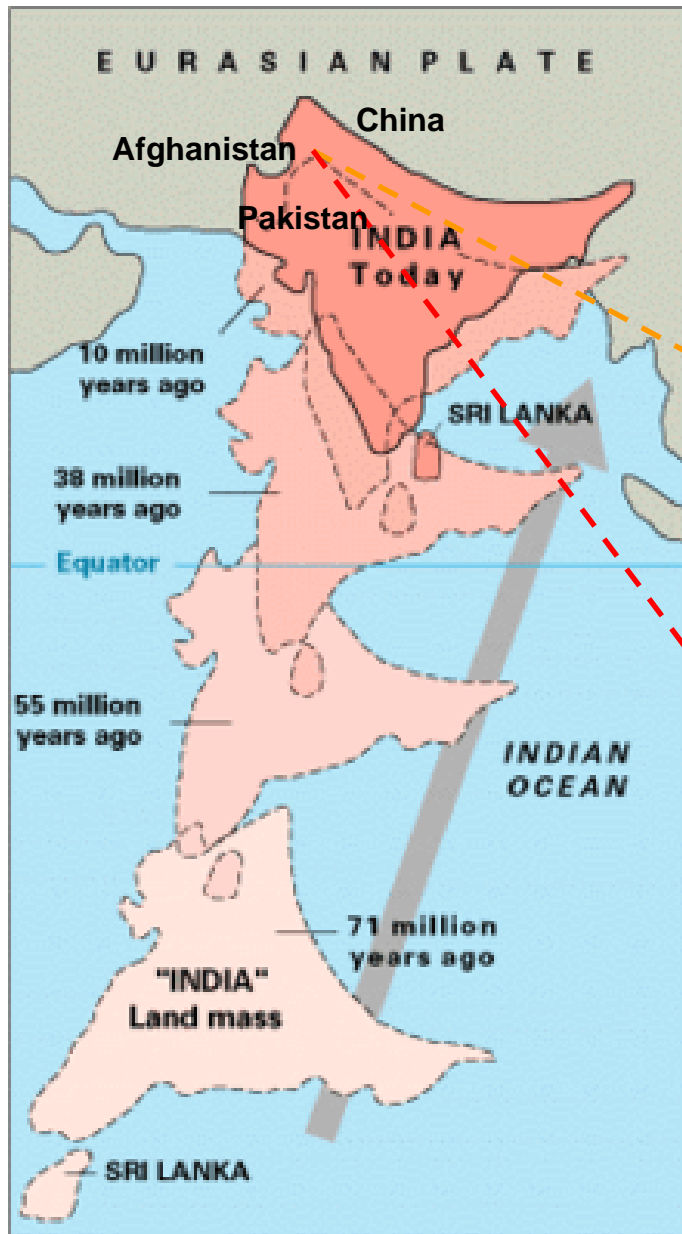 EURASIAN PLATE
China
Afghanistan
Pakistan
INDIA
Today
10 million
years ago
SRI LANKA
38 million
years ago
Equator
55 million
years ago
INDIAN
OCEAN
71 million
years ago
"INDIA"
Land mass
SRI LANKA